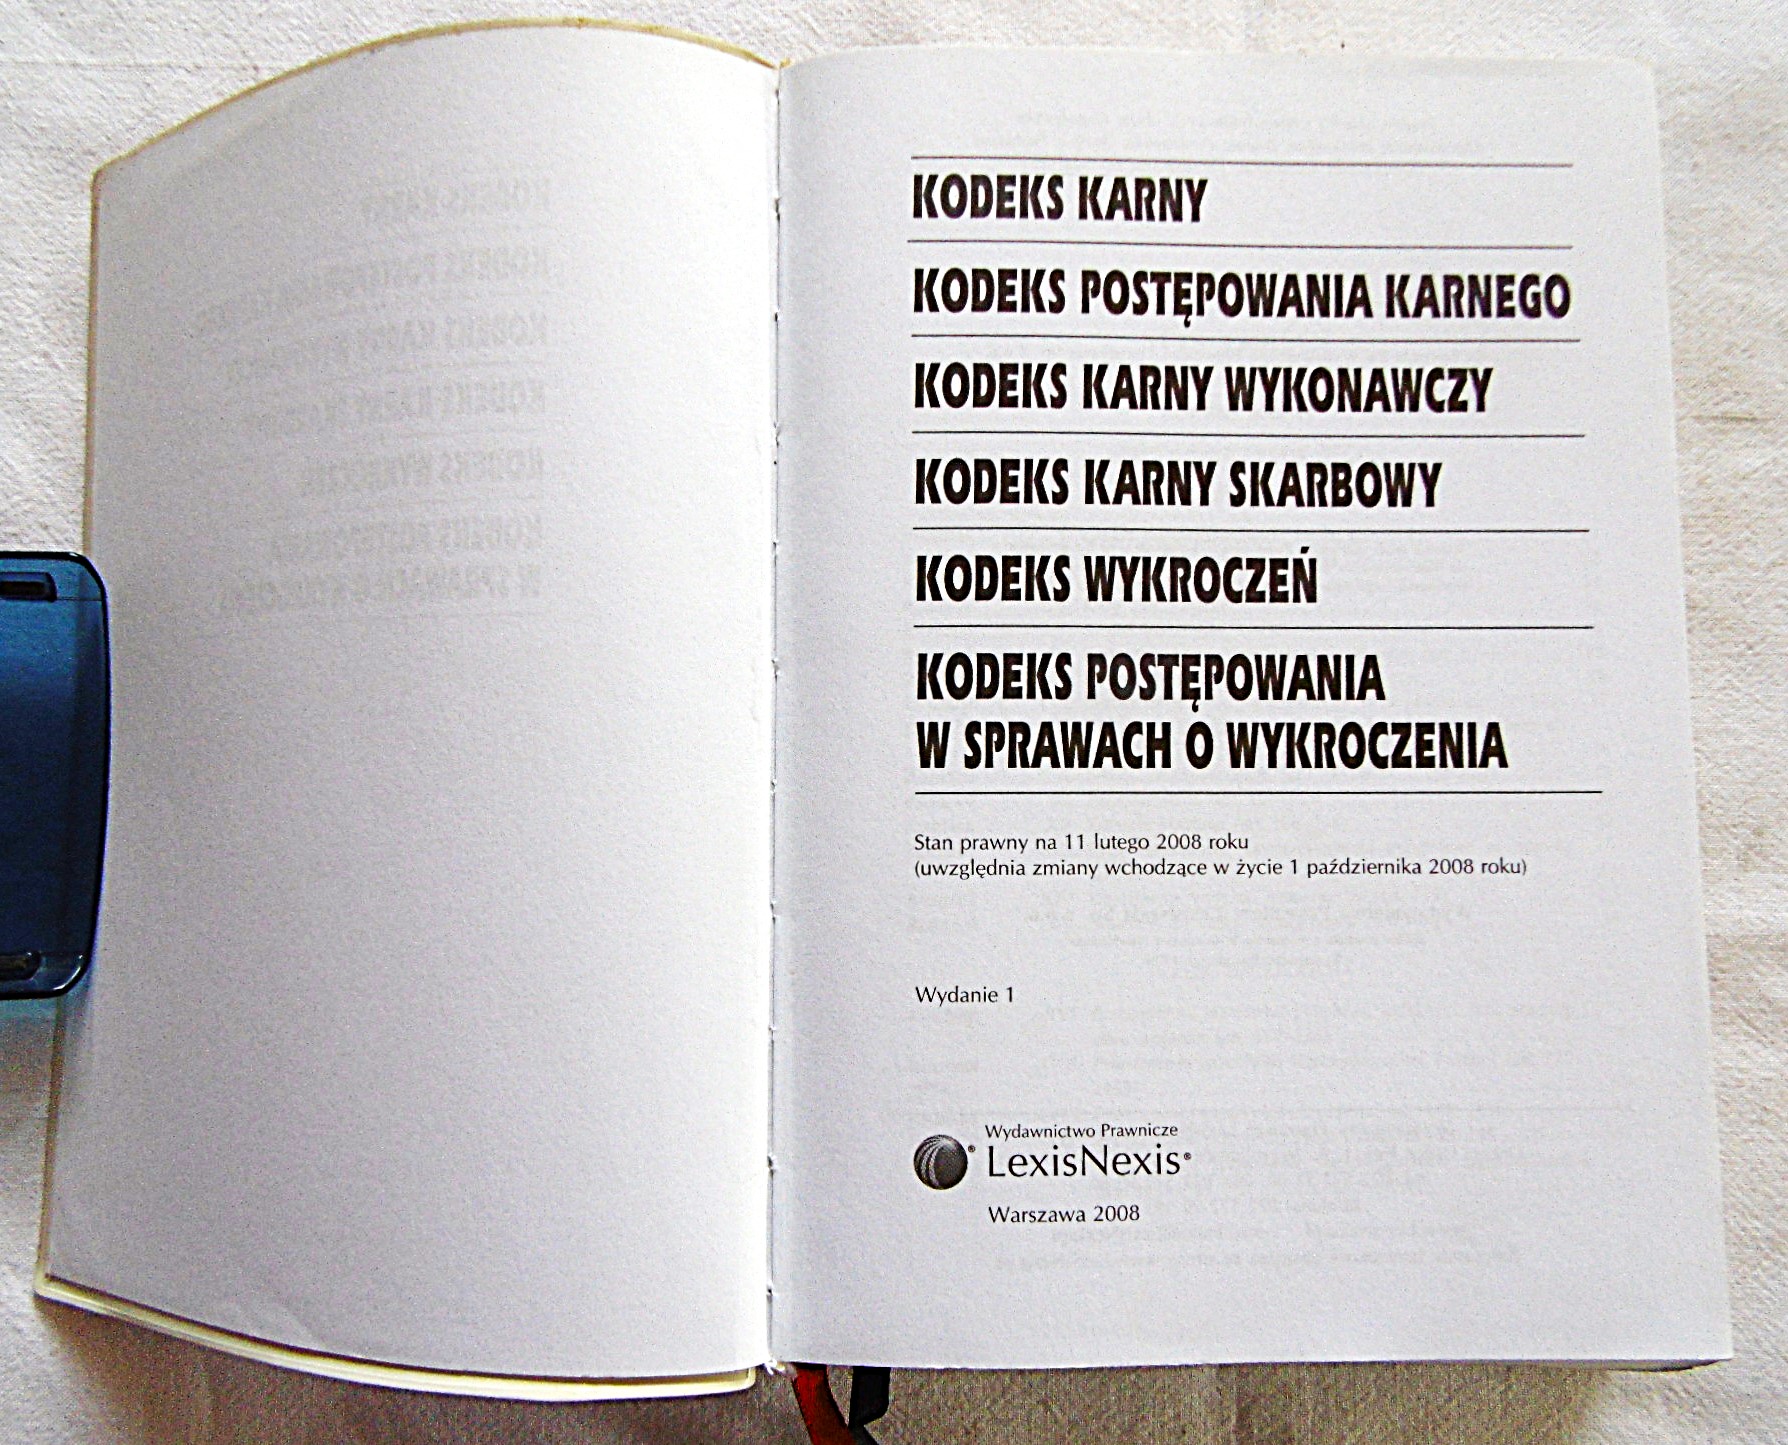 KODEKS KARNY
KODEKS POSTĘPOWANIA KARNEGO
KODEKS KARNY WYKONAWCZY
KODEKS KARNY SKARBOWY
KODEKS WYKROCZEŃ
KODEKS POSTĘPOWANIA
W SPRAWACH O WYKROCZENIA
Stan prawny na 11 lutego 2008 roku
(uwzględnia zmiany wchodzące w życie 1 października 2008 roku)
Wydanie 1
Wydawnictwo Prawnicze
LexisNexis®
Warszawa 2008